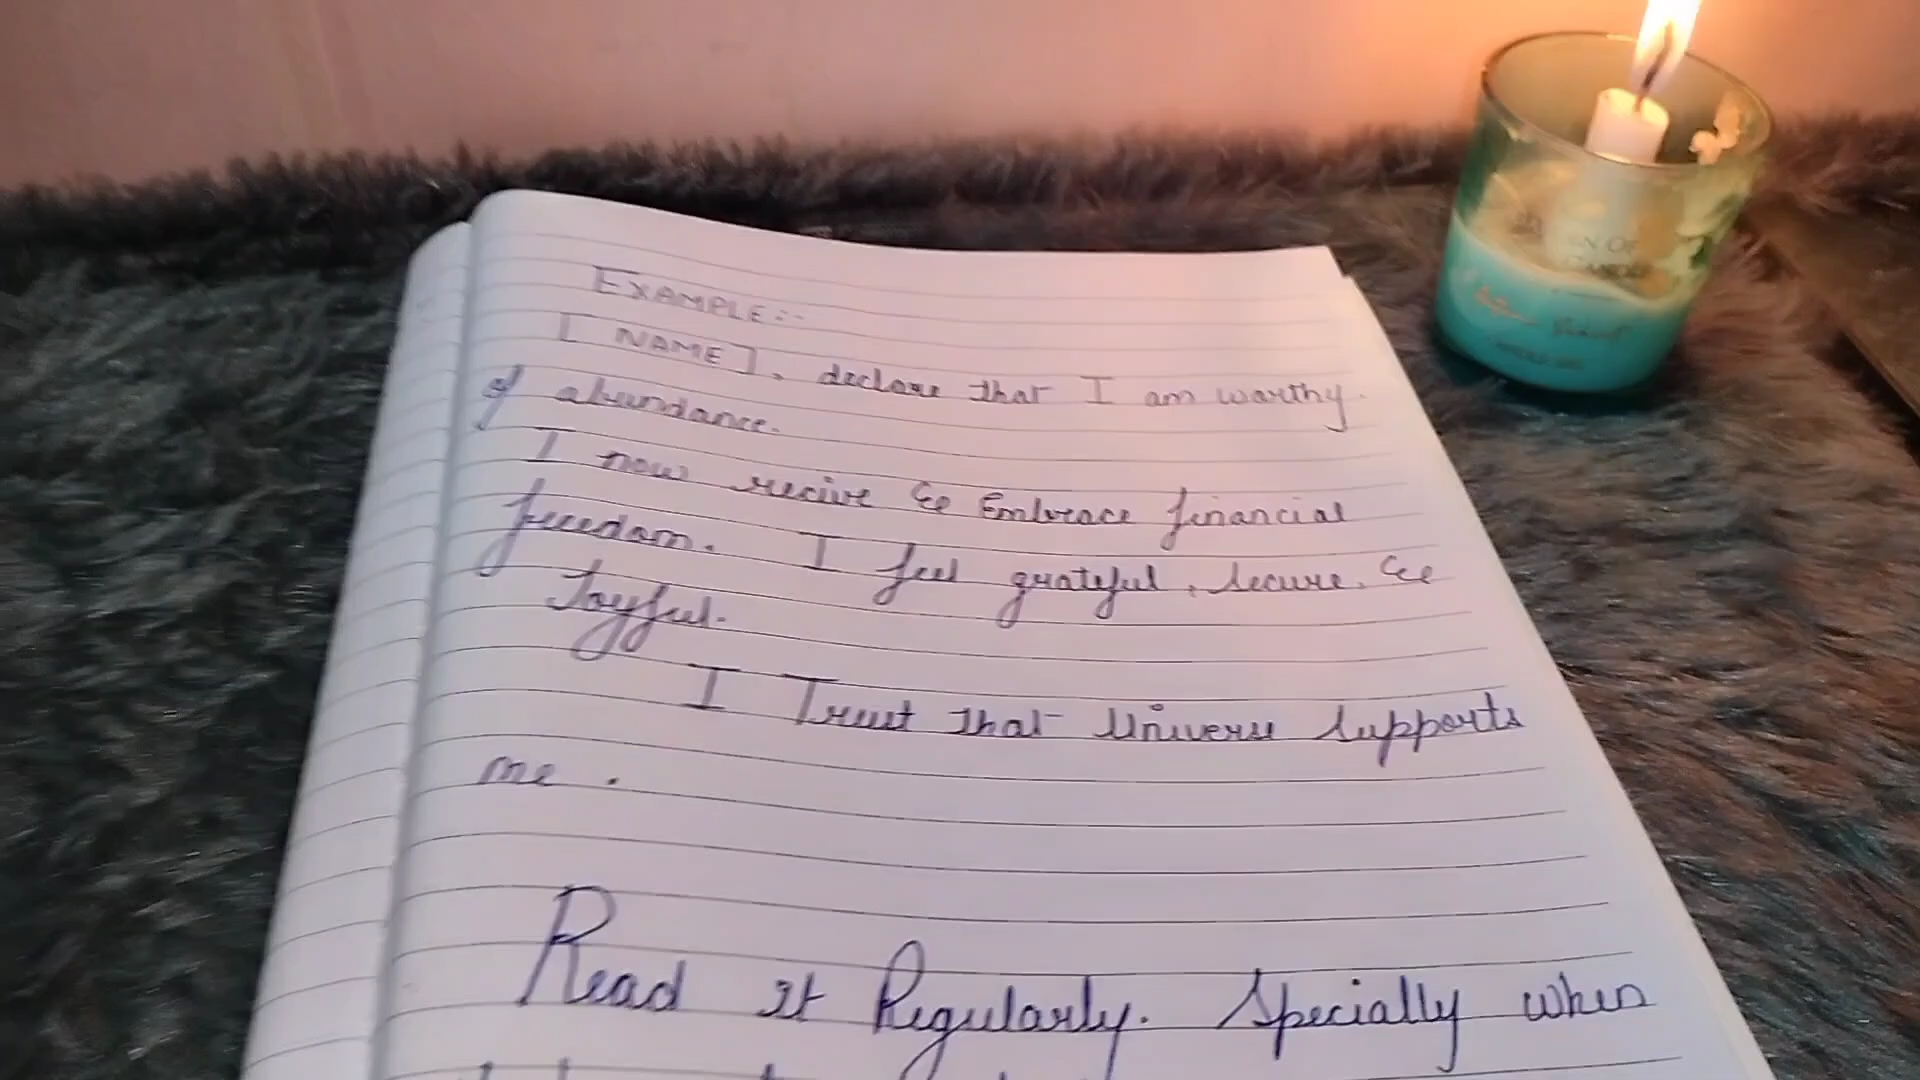 EXAMPLE:-
[ NAME ], declare that I am worthy
of abundance.
I now recive & Embrace financial
freedom. I feel grateful, secure, &
Joyful.
I Trust that Universe supports
me.
Read it Regularly. Specially when